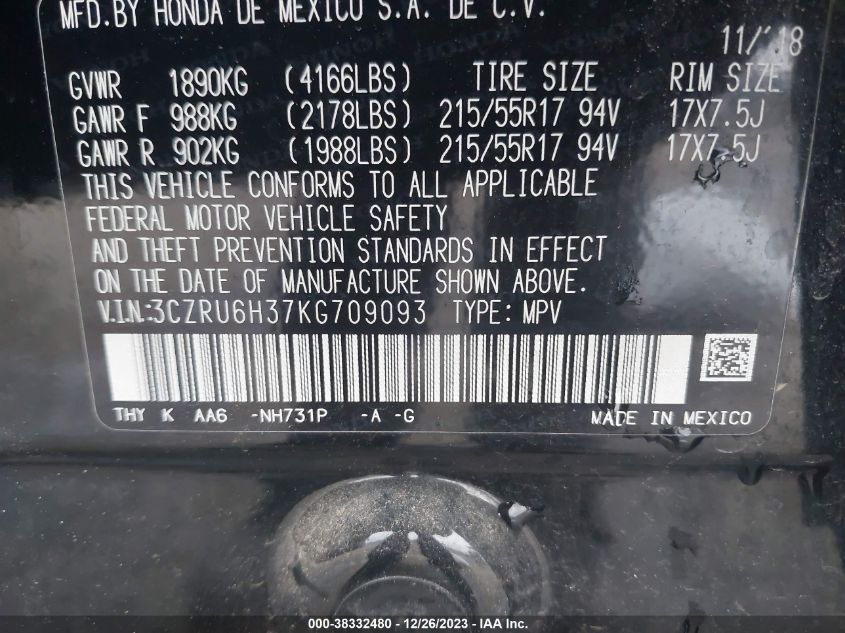 MFD.BY HONDA DE MEXICO S.A. DE C.V.
11/'18
GVWR 1890KG (4166LBS) TIRE SIZE RIM SIZE
GAWR F 988KG (2178LBS) 215/55R17 94V 17X7.5J
GAWR R 902KG (1988LBS) 215/55R17 94V 17X7.5J
THIS VEHICLE CONFORMS TO ALL APPLICABLE
FEDERAL MOTOR VEHICLE SAFETY
AND THEFT PREVENTION STANDARDS IN EFFECT
ON THE DATE OF MANUFACTURE SHOWN ABOVE.
V.I.N.:3CZRU6H37KG709093 TYPE: MPV
THY K AA6 -NH731P -A -G MADE IN MEXICO
000-38332480 - 12/26/2023 - IAA Inc.